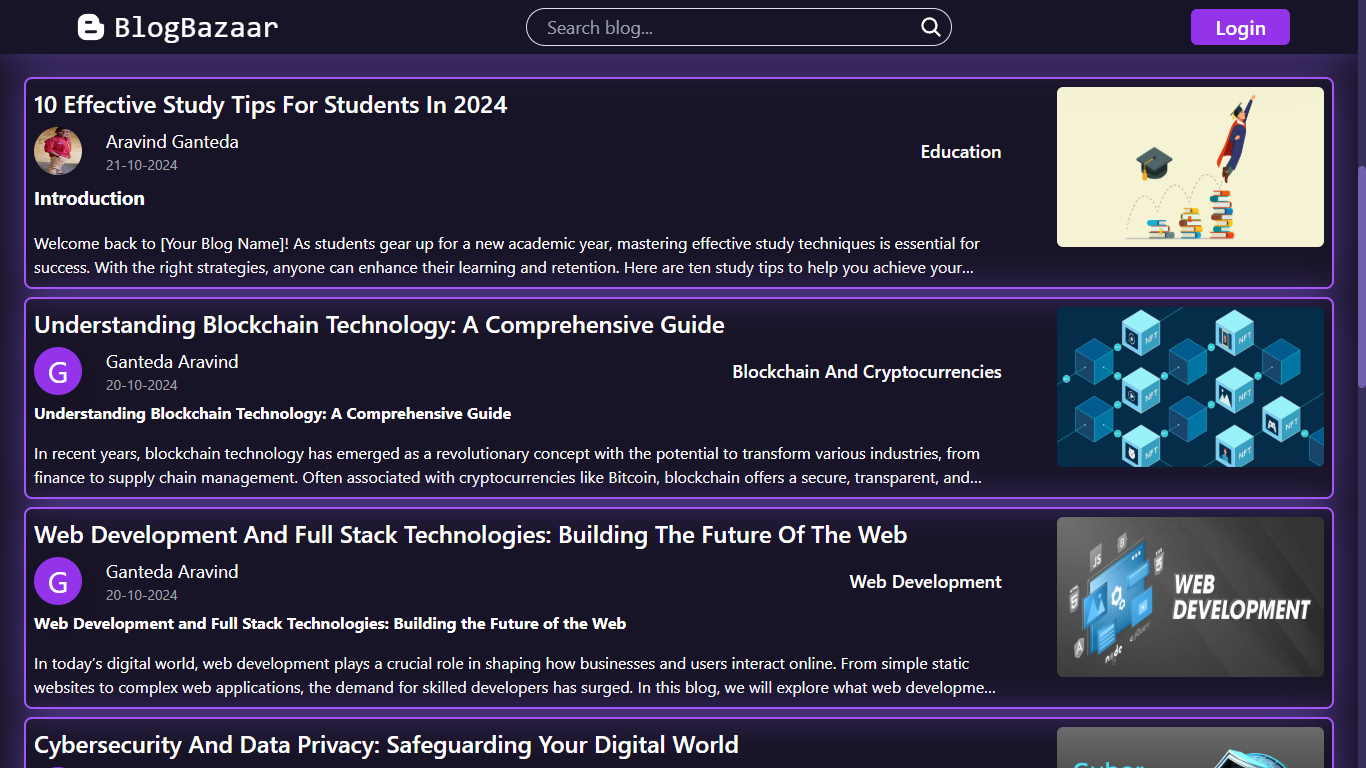 BlogBazaar
Search blog...
Login
10 Effective Study Tips For Students In 2024
Aravind Ganteda
21-10-2024
Education
Introduction
Welcome back to [Your Blog Name]! As students gear up for a new academic year, mastering effective study techniques is essential for
success. With the right strategies, anyone can enhance their learning and retention. Here are ten study tips to help you achieve your...
Understanding Blockchain Technology: A Comprehensive Guide
G
Ganteda Aravind
20-10-2024
Blockchain And Cryptocurrencies
Understanding Blockchain Technology: A Comprehensive Guide
In recent years, blockchain technology has emerged as a revolutionary concept with the potential to transform various industries, from
finance to supply chain management. Often associated with cryptocurrencies like Bitcoin, blockchain offers a secure, transparent, and...
NFT
NFT
NFT
NFT
NFT
NFT
NFT
Web Development And Full Stack Technologies: Building The Future Of The Web
G
Ganteda Aravind
20-10-2024
Web Development
Web Development and Full Stack Technologies: Building the Future of the Web
In today’s digital world, web development plays a crucial role in shaping how businesses and users interact online. From simple static
websites to complex web applications, the demand for skilled developers has surged. In this blog, we will explore what web developme...
JS
WEB
DEVELOPMENT
Cybersecurity And Data Privacy: Safeguarding Your Digital World
Cyber